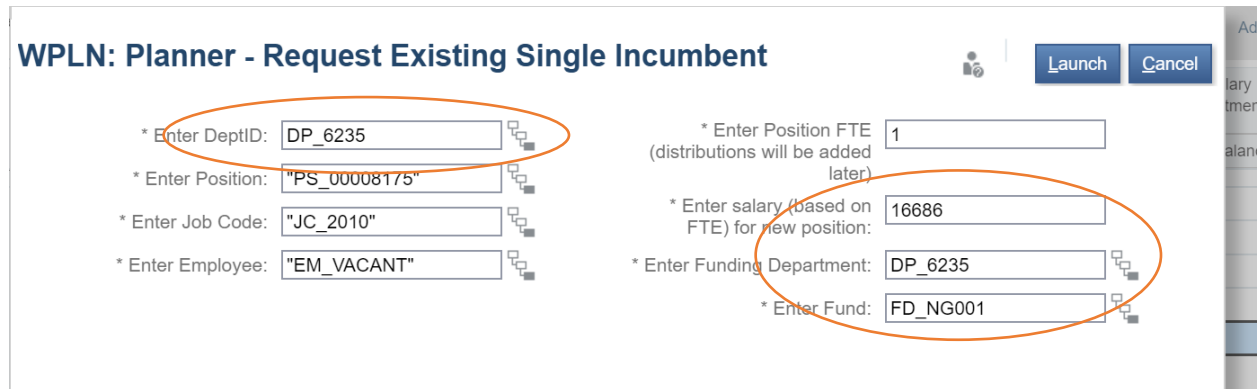 WPLN: Planner - Request Existing Single Incumbent
Launch
Cancel
* Enter DeptID: DP_6235
* Enter Position: "PS_00008175"
* Enter Job Code: "JC_2010"
* Enter Employee: "EM_VACANT"
* Enter Position FTE
(distributions will be added
later)
1
* Enter salary (based on
FTE) for new position:
16686
* Enter Funding Department: DP_6235
* Enter Fund: FD_NG001